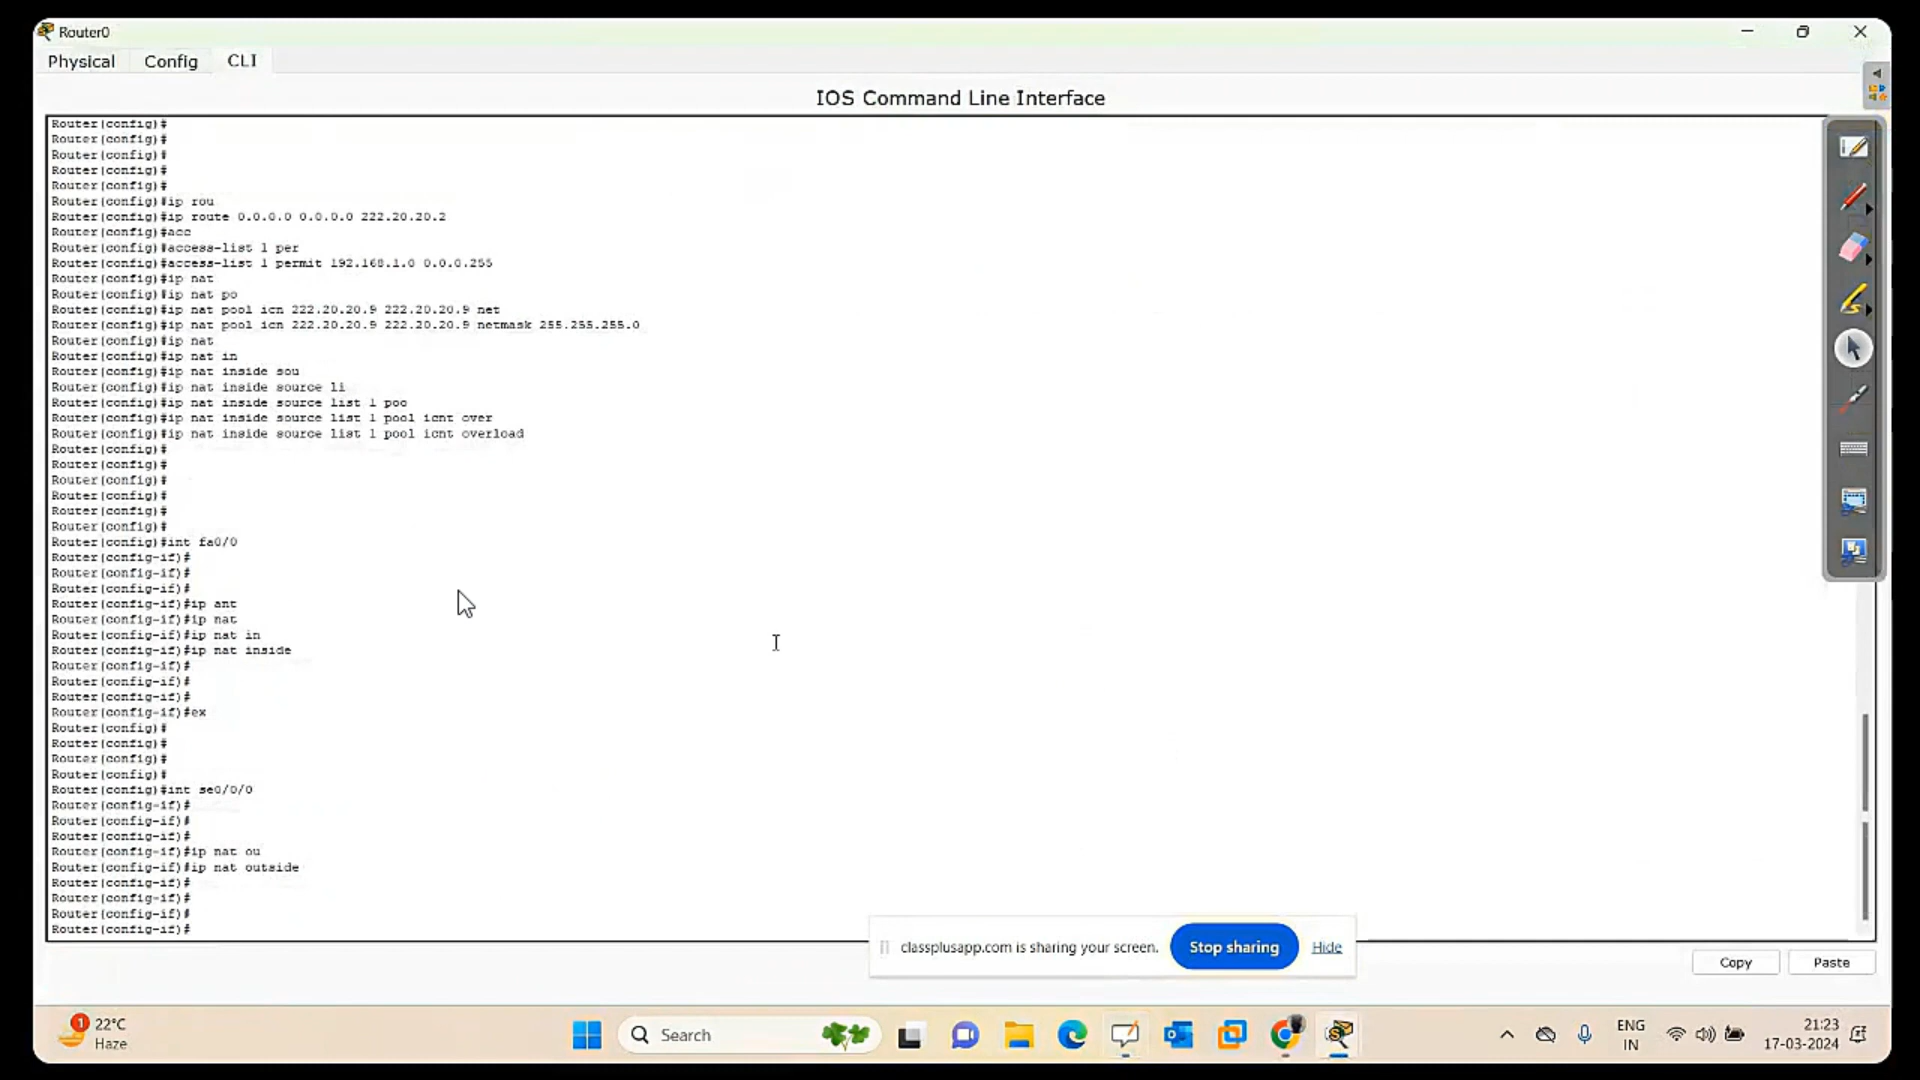 Router0
Physical Config CLI
IOS Command Line Interface
Router(config)#
Router(config)#
Router(config)#
Router(config)#
Router(config)#
Router(config)#ip rou
Router(config)#ip route 0.0.0.0 0.0.0.0 222.20.20.2
Router(config)#acc
Router(config)#access-list 1 per
Router(config)#access-list 1 permit 192.168.1.0 0.0.0.255
Router(config)#ip nat
Router(config)#ip nat po
Router(config)#ip nat pool icn 222.20.20.9 222.20.20.9 net
Router(config)#ip nat pool icn 222.20.20.9 222.20.20.9 netmask 255.255.255.0
Router(config)#ip nat
Router(config)#ip nat in
Router(config)#ip nat inside sou
Router(config)#ip nat inside source li
Router(config)#ip nat inside source list 1 poo
Router(config)#ip nat inside source list 1 pool icnt over
Router(config)#ip nat inside source list 1 pool icnt overload
Router(config)#
Router(config)#
Router(config)#
Router(config)#
Router(config)#
Router(config)#
Router(config)#int fa0/0
Router(config-if)#
Router(config-if)#
Router(config-if)#
Router(config-if)#ip ant
Router(config-if)#ip nat
Router(config-if)#ip nat in
Router(config-if)#ip nat inside
Router(config-if)#
Router(config-if)#
Router(config-if)#
Router(config-if)#ex
Router(config)#
Router(config)#
Router(config)#
Router(config)#
Router(config)#int se0/0/0
Router(config-if)#
Router(config-if)#
Router(config-if)#
Router(config-if)#ip nat ou
Router(config-if)#ip nat outside
Router(config-if)#
Router(config-if)#
Router(config-if)#
Router(config-if)#
classplusapp.com is sharing your screen. Stop sharing Hide
Copy Paste
1 22°C
Haze
Search
ENG
IN
21:23
17-03-2024